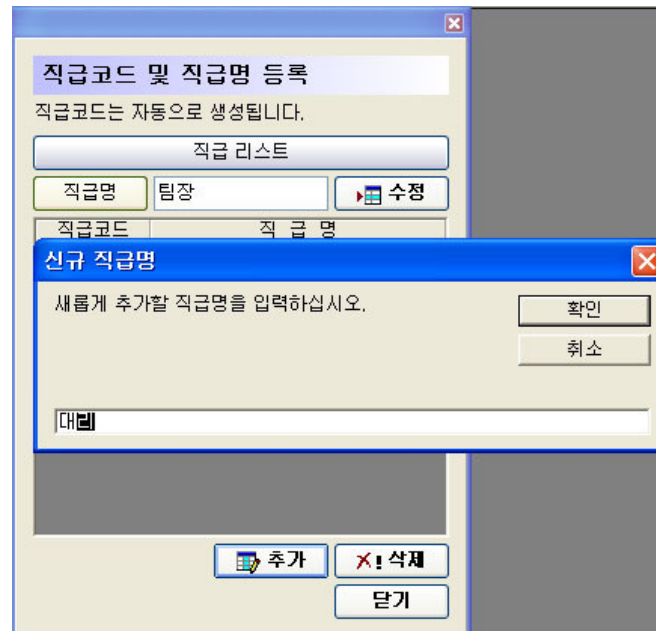 직급코드 및 직급명 등록
직급코드는 자동으로 생성됩니다.
직급 리스트
직급명 팀장 수정
직급코드 직 급 명
신규 직급명
새롭게 추가할 직급명을 입력하십시오.
확인
취소
대리
추가 삭제
닫기